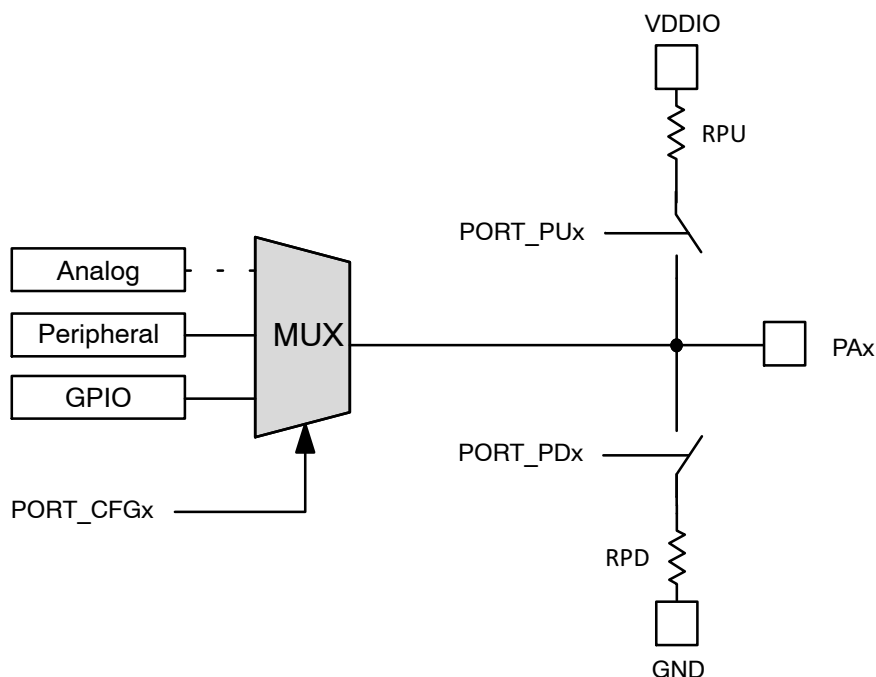 VDDIO
RPU
PORT_PUx
Analog
Peripheral
MUX
GPIO
PAx
PORT_PDx
PORT_CFGx
RPD
GND